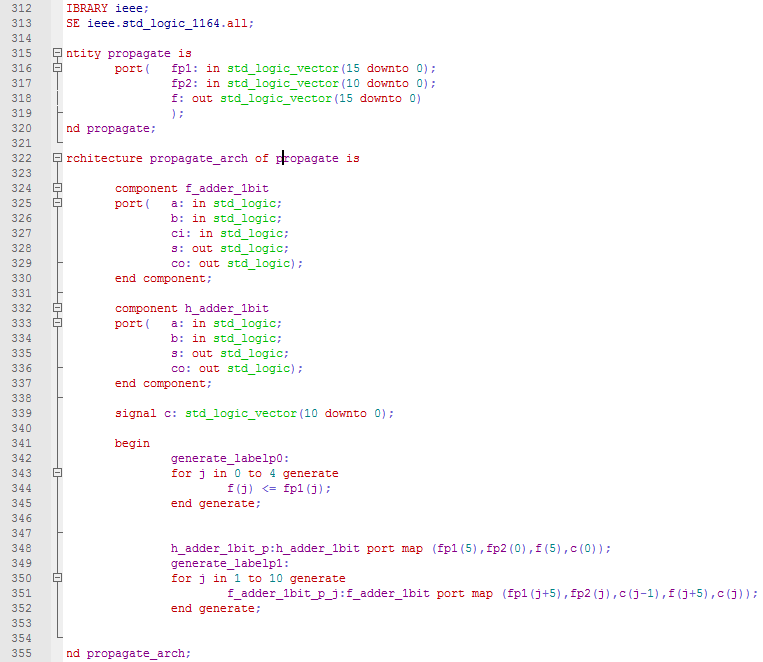 312 IBRARY ieee;
313 SE ieee.std_logic_1164.all;
314
315 ntity propagate is
316 port( fp1: in std_logic_vector(15 downto 0);
317 fp2: in std_logic_vector(10 downto 0);
318 f: out std_logic_vector(15 downto 0)
319 );
320 nd propagate;
321
322 rchitecture propagate_arch of propagate is
323
324 component f_adder_1bit
325 port( a: in std_logic;
326 b: in std_logic;
327 ci: in std_logic;
328 s: out std_logic;
329 co: out std_logic);
330 end component;
331
332 component h_adder_1bit
333 port( a: in std_logic;
334 b: in std_logic;
335 s: out std_logic;
336 co: out std_logic);
337 end component;
338
339 signal c: std_logic_vector(10 downto 0);
340
341 begin
342 generate_labelp0:
343 for j in 0 to 4 generate
344 f(j) <= fp1(j);
345 end generate;
346
347
348 h_adder_1bit_p:h_adder_1bit port map (fp1(5),fp2(0),f(5),c(0));
349 generate_labelp1:
350 for j in 1 to 10 generate
351 f_adder_1bit_p_j:f_adder_1bit port map (fp1(j+5),fp2(j),c(j-1),f(j+5),c(j));
352 end generate;
353
354
355 nd propagate_arch;